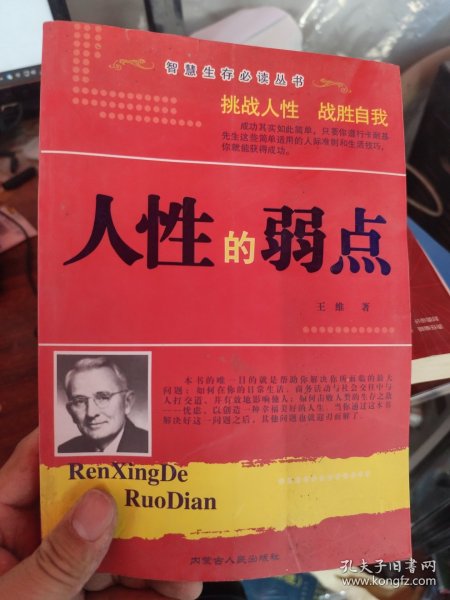 智慧生存必读丛书
挑战人性 战胜自我
成功其实如此简单，只要你遵行卡耐基
先生这些简单适用的人际准则和生活技巧，
你就能获得成功。
人性的弱点
王维 著
本书的唯一目的就是帮助你解决你所面临的最大
问题：如何在你的日常生活、商务活动与社会交往中与
人打交道，并有效地影响他人；如何击败人类的生存之敌
——忧虑，以创造一种幸福美好的人生。当你通过这本书
解决好这一问题之后，其他问题也就迎刃而解了。
RenXingDe
RuoDian
内蒙古人民出版社
孔夫子旧书网
www.kongfz.com